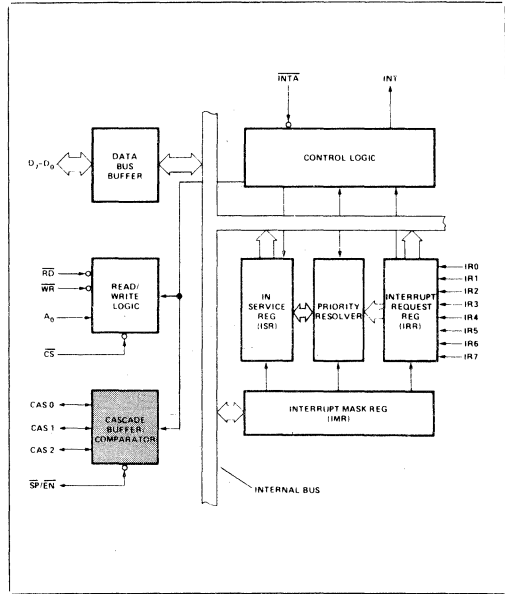 INTA
INT
DATA
BUS
BUFFER
D7-D0
CONTROL LOGIC
RD
WR
A0
CS
READ/
WRITE
LOGIC
IN
SERVICE
REG
(ISR)
PRIORITY
RESOLVER
INTERRUPT
REQUEST
REG
(IRR)
IR0
IR1
IR2
IR3
IR4
IR5
IR6
IR7
CAS 0
CAS 1
CAS 2
CASCADE
BUFFER/
COMPARATOR
SP/EN
INTERRUPT MASK REG
(IMR)
INTERNAL BUS